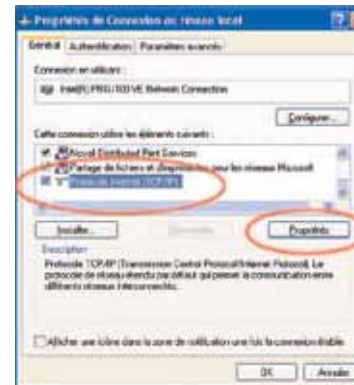 Propriétés de Connexion au réseau local
Général Authentification Paramètres avancés
Connexion en utilisant :
Intel(R) PRO/100 VE Network Connection
Configurer...
Cette connexion utilise les éléments suivants :
Novell Distributed Print Services
Partage de fichiers et d'imprimantes pour les réseaux Microsoft
Protocole Internet (TCP/IP)
Installer... Propriétés
Description
Protocole TCP/IP (Transmission Control Protocol/Internet Protocol). Le
protocole de réseau étendu par défaut qui permet la communication entre
différents réseaux interconnectés.
Afficher une icône dans la zone de notification une fois la connexion établie
OK Annuler